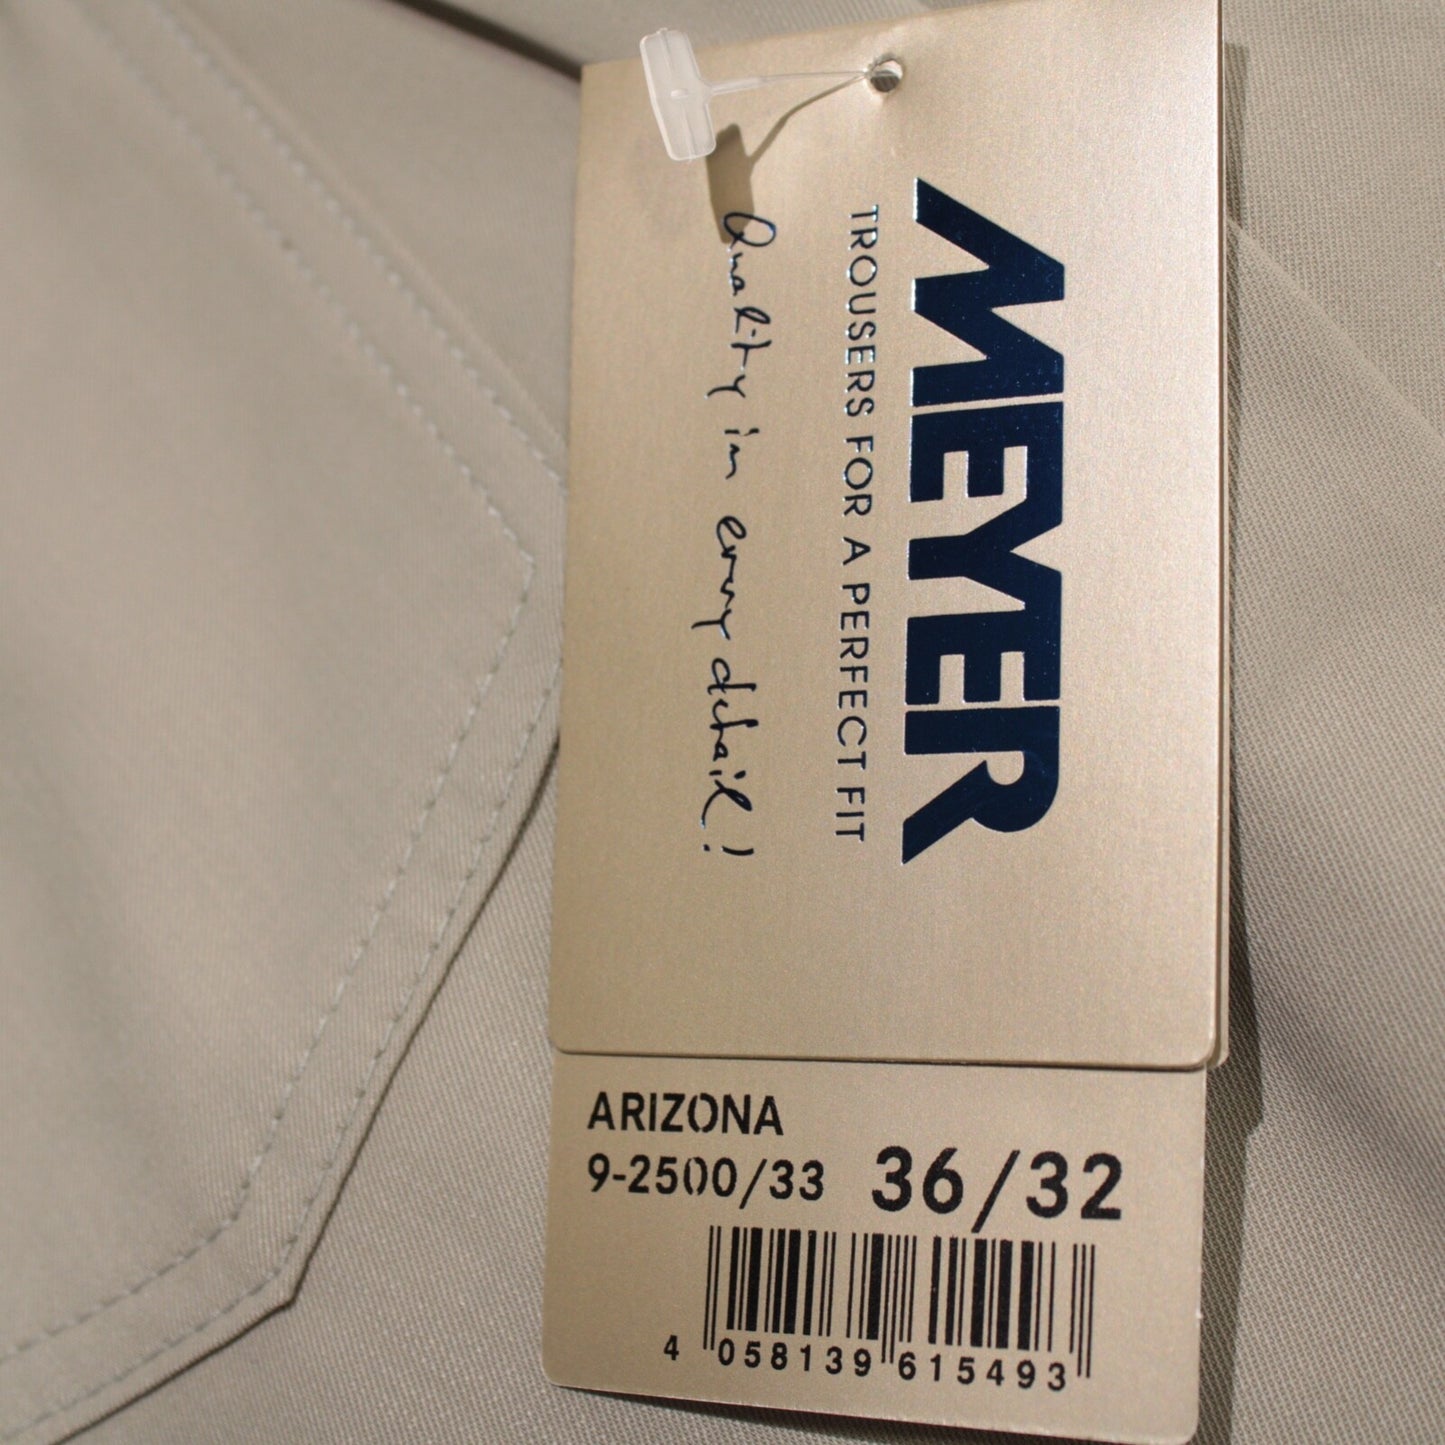 MEYER
TROUSERS FOR A PERFECT FIT
Quality in every detail!
ARIZONA
9-2500/33 36/32
4 058139 615493